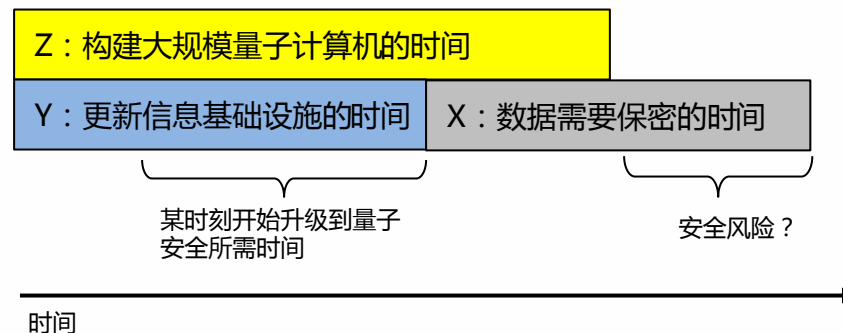 Z：构建大规模量子计算机的时间
Y：更新信息基础设施的时间
X：数据需要保密的时间
某时刻开始升级到量子
安全所需时间
安全风险？
时间